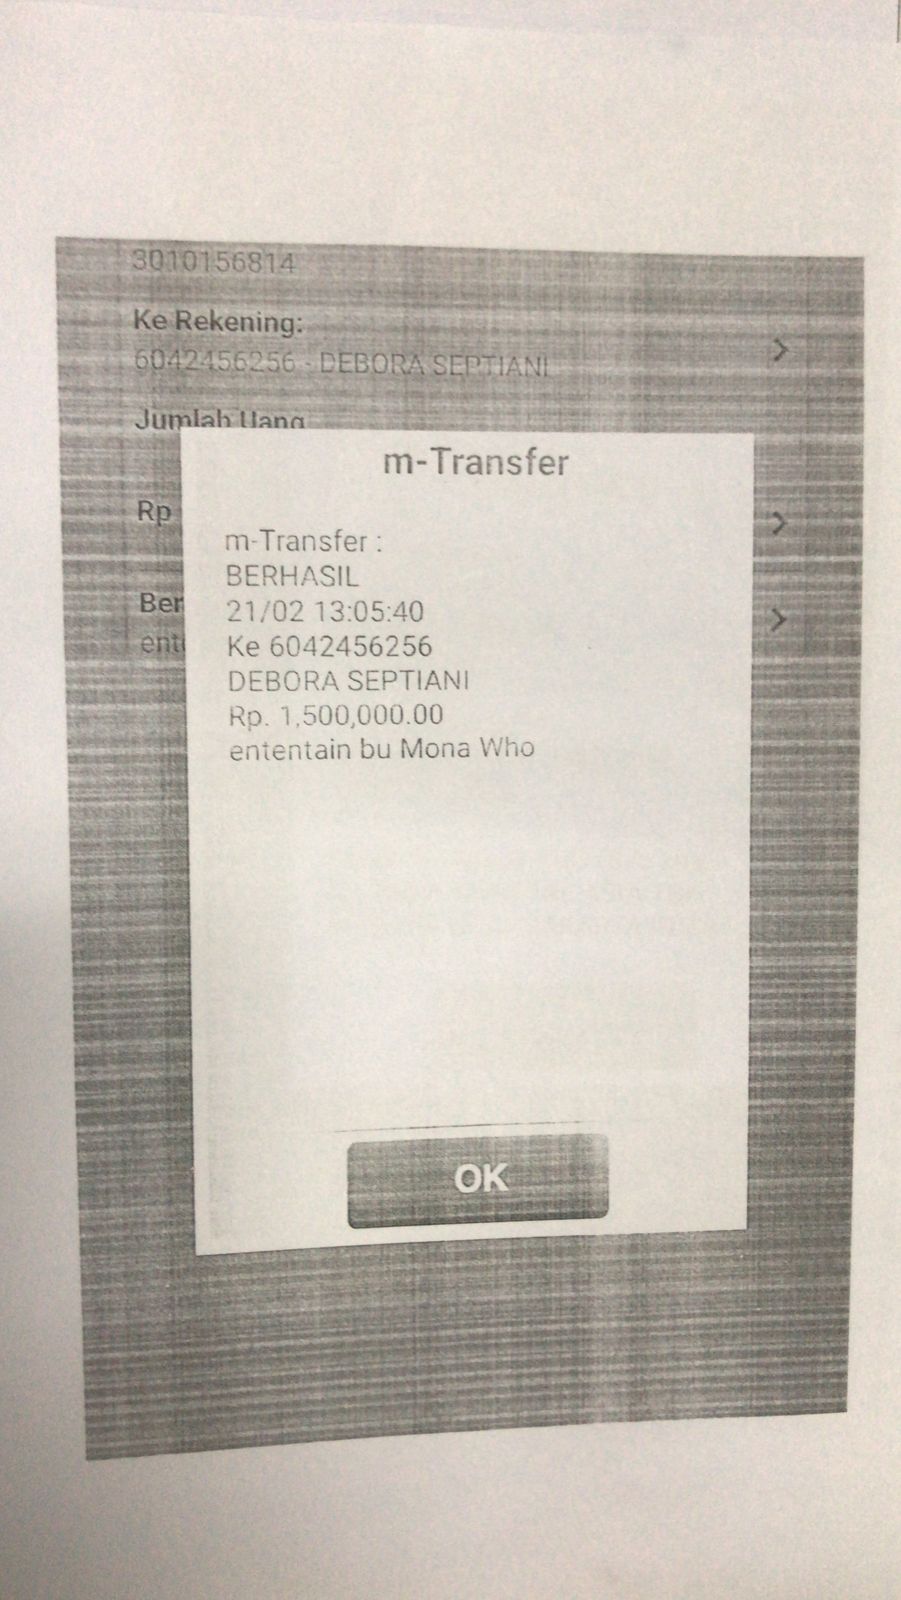 3010156814
Ke Rekening:
6042456256 - DEBORA SEPTIANI
Jumlah Uang
m-Transfer
Rp
m-Transfer :
BERHASIL
21/02 13:05:40
Ber
Ke 6042456256
ent
DEBORA SEPTIANI
Rp. 1,500,000.00
ententain bu Mona Who
OK